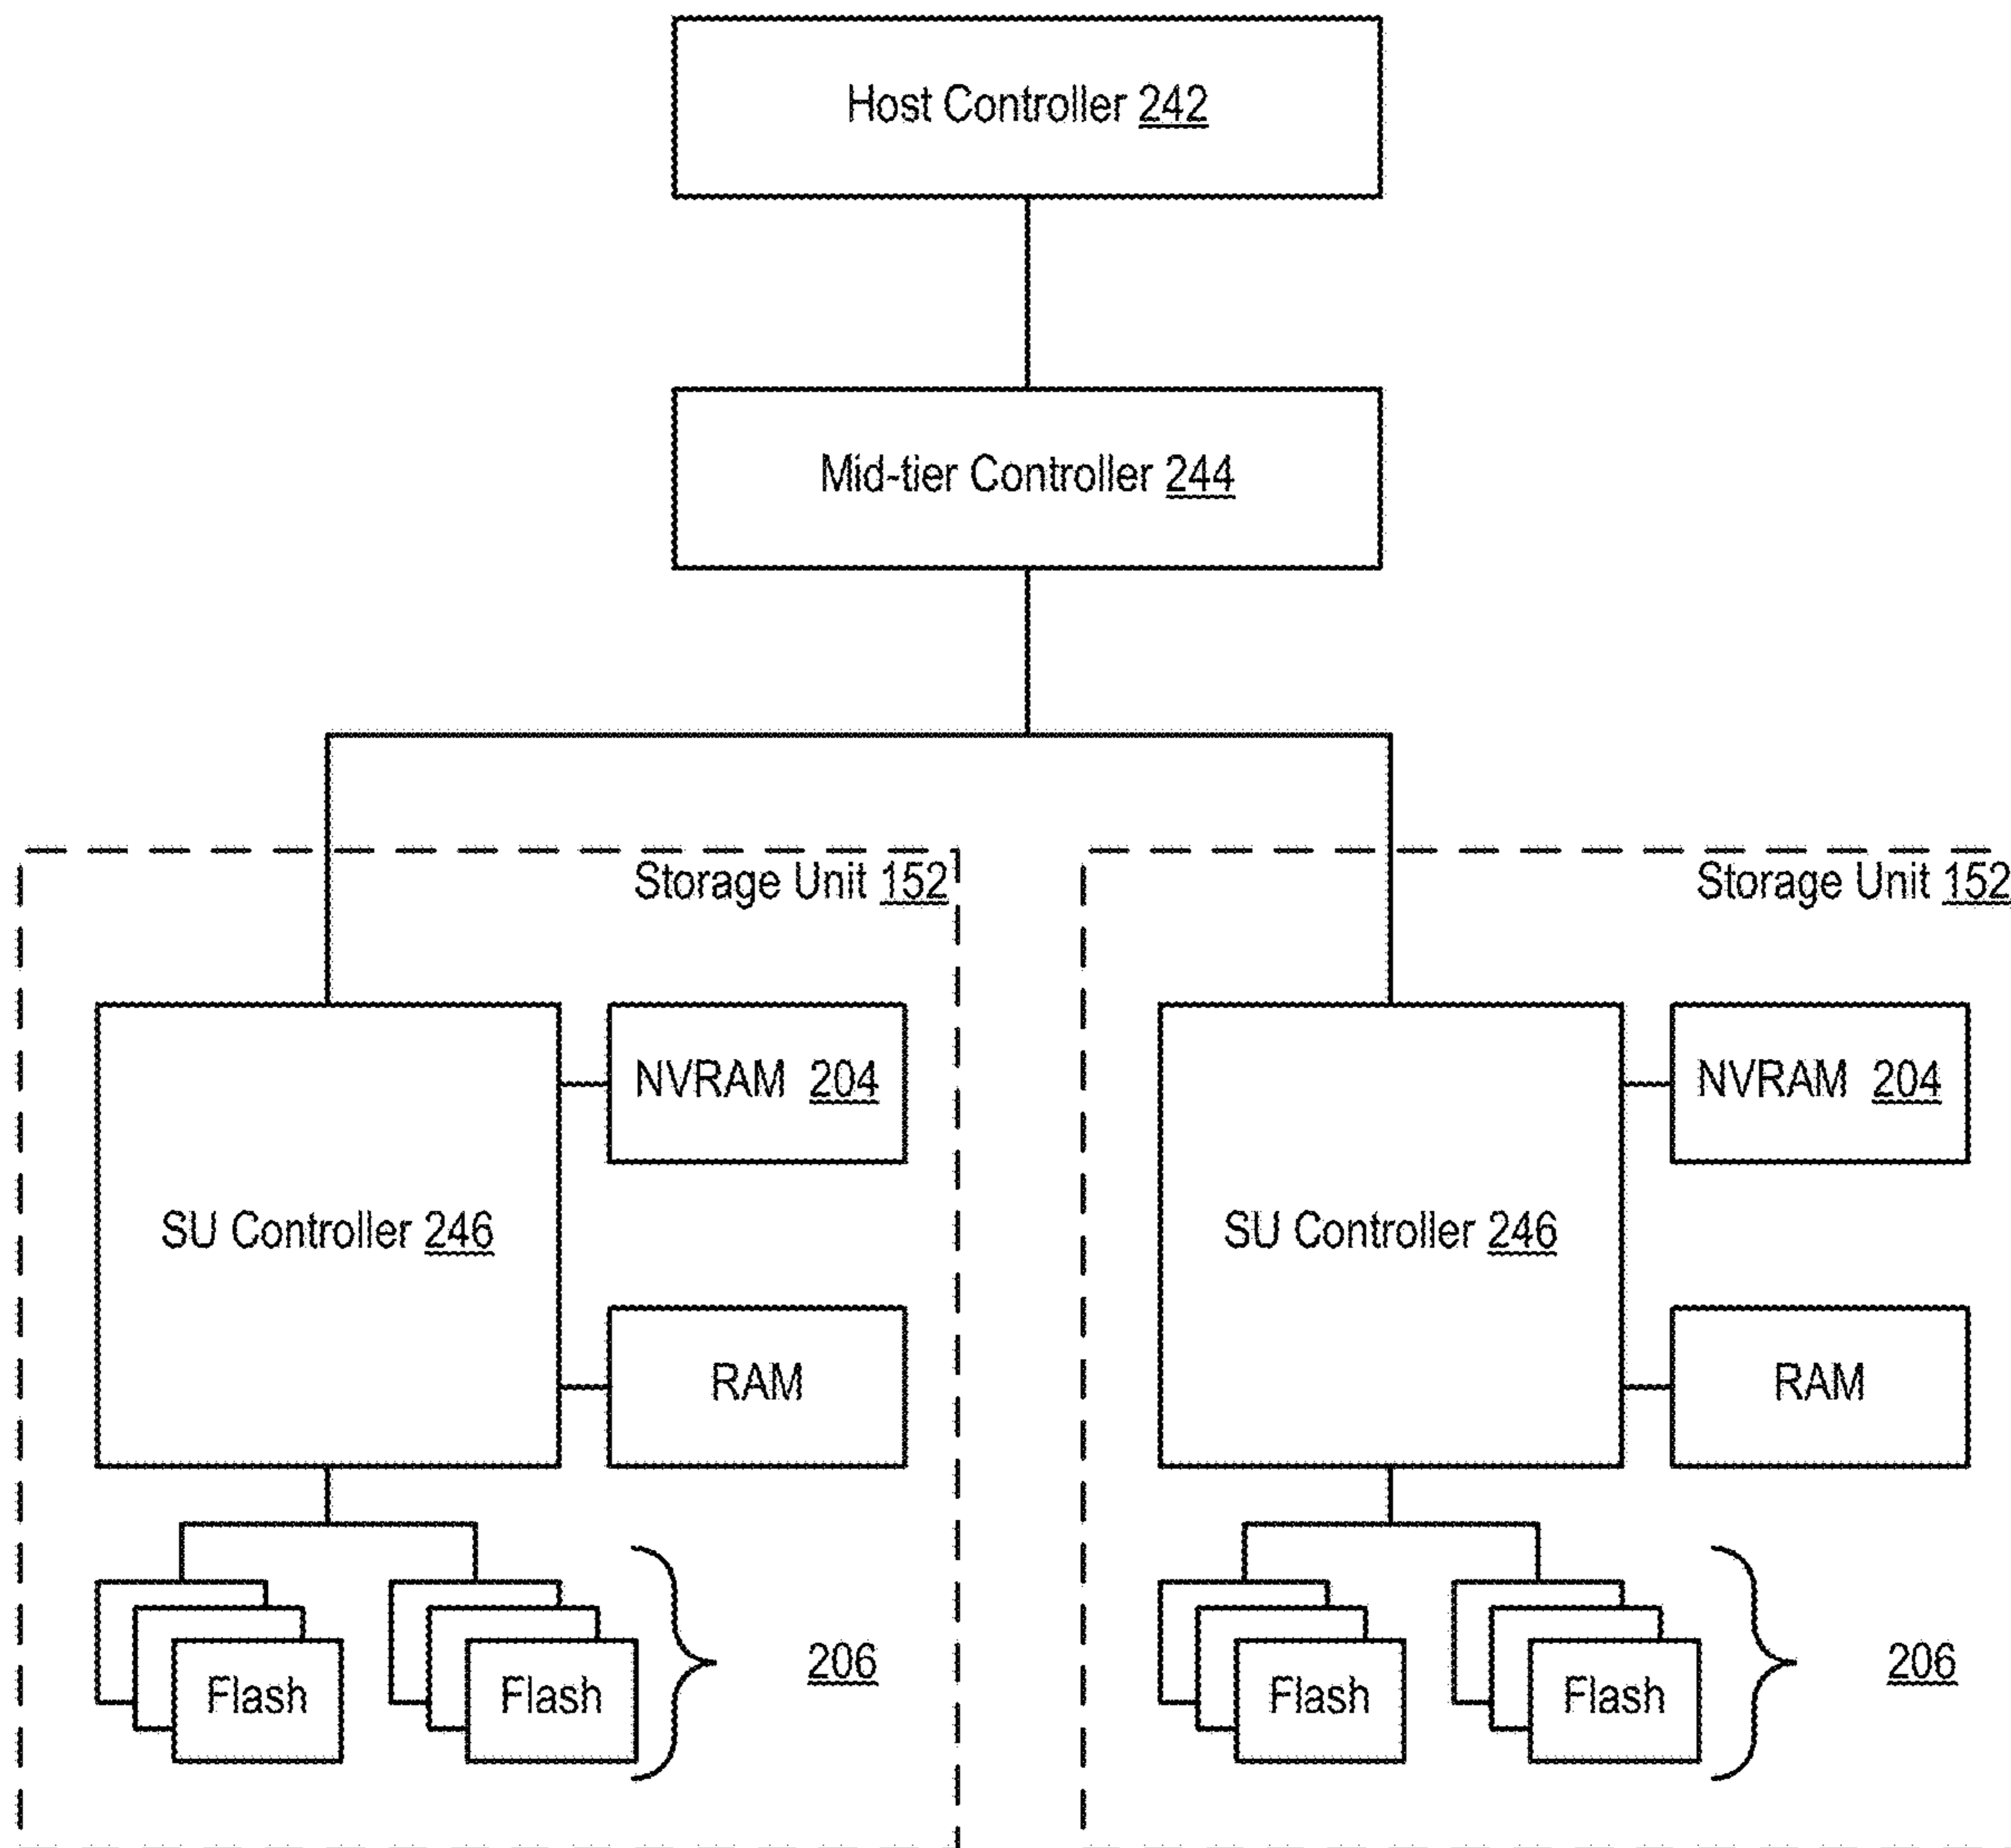 Host Controller 242
Mid-tier Controller 244
Storage Unit 152
NVRAM 204
SU Controller 246
RAM
Flash
Flash
206
Storage Unit 152
NVRAM 204
SU Controller 246
RAM
Flash
Flash
206